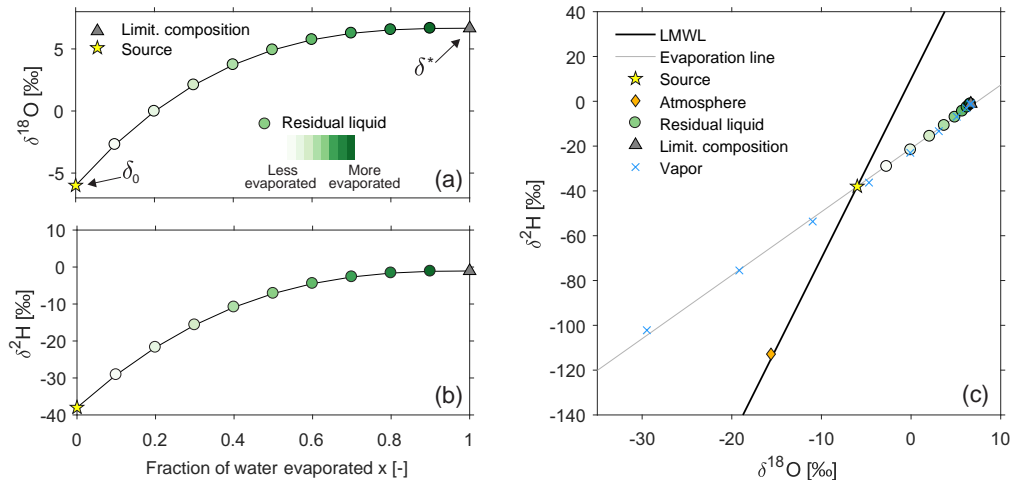 5
0
-5
δ18O [‰]
Limit. composition
Source
δ*
Residual liquid
Less evaporated
More evaporated
δ0
(a)
10
0
-10
-20
-30
-40
δ2H [‰]
(b)
0
0.2
0.4
0.6
0.8
1
Fraction of water evaporated x [-]
40
20
0
-20
-40
-60
-80
-100
-120
-140
δ2H [‰]
LMWL
Evaporation line
Source
Atmosphere
Residual liquid
Limit. composition
Vapor
(c)
-30
-20
-10
0
10
δ18O [‰]